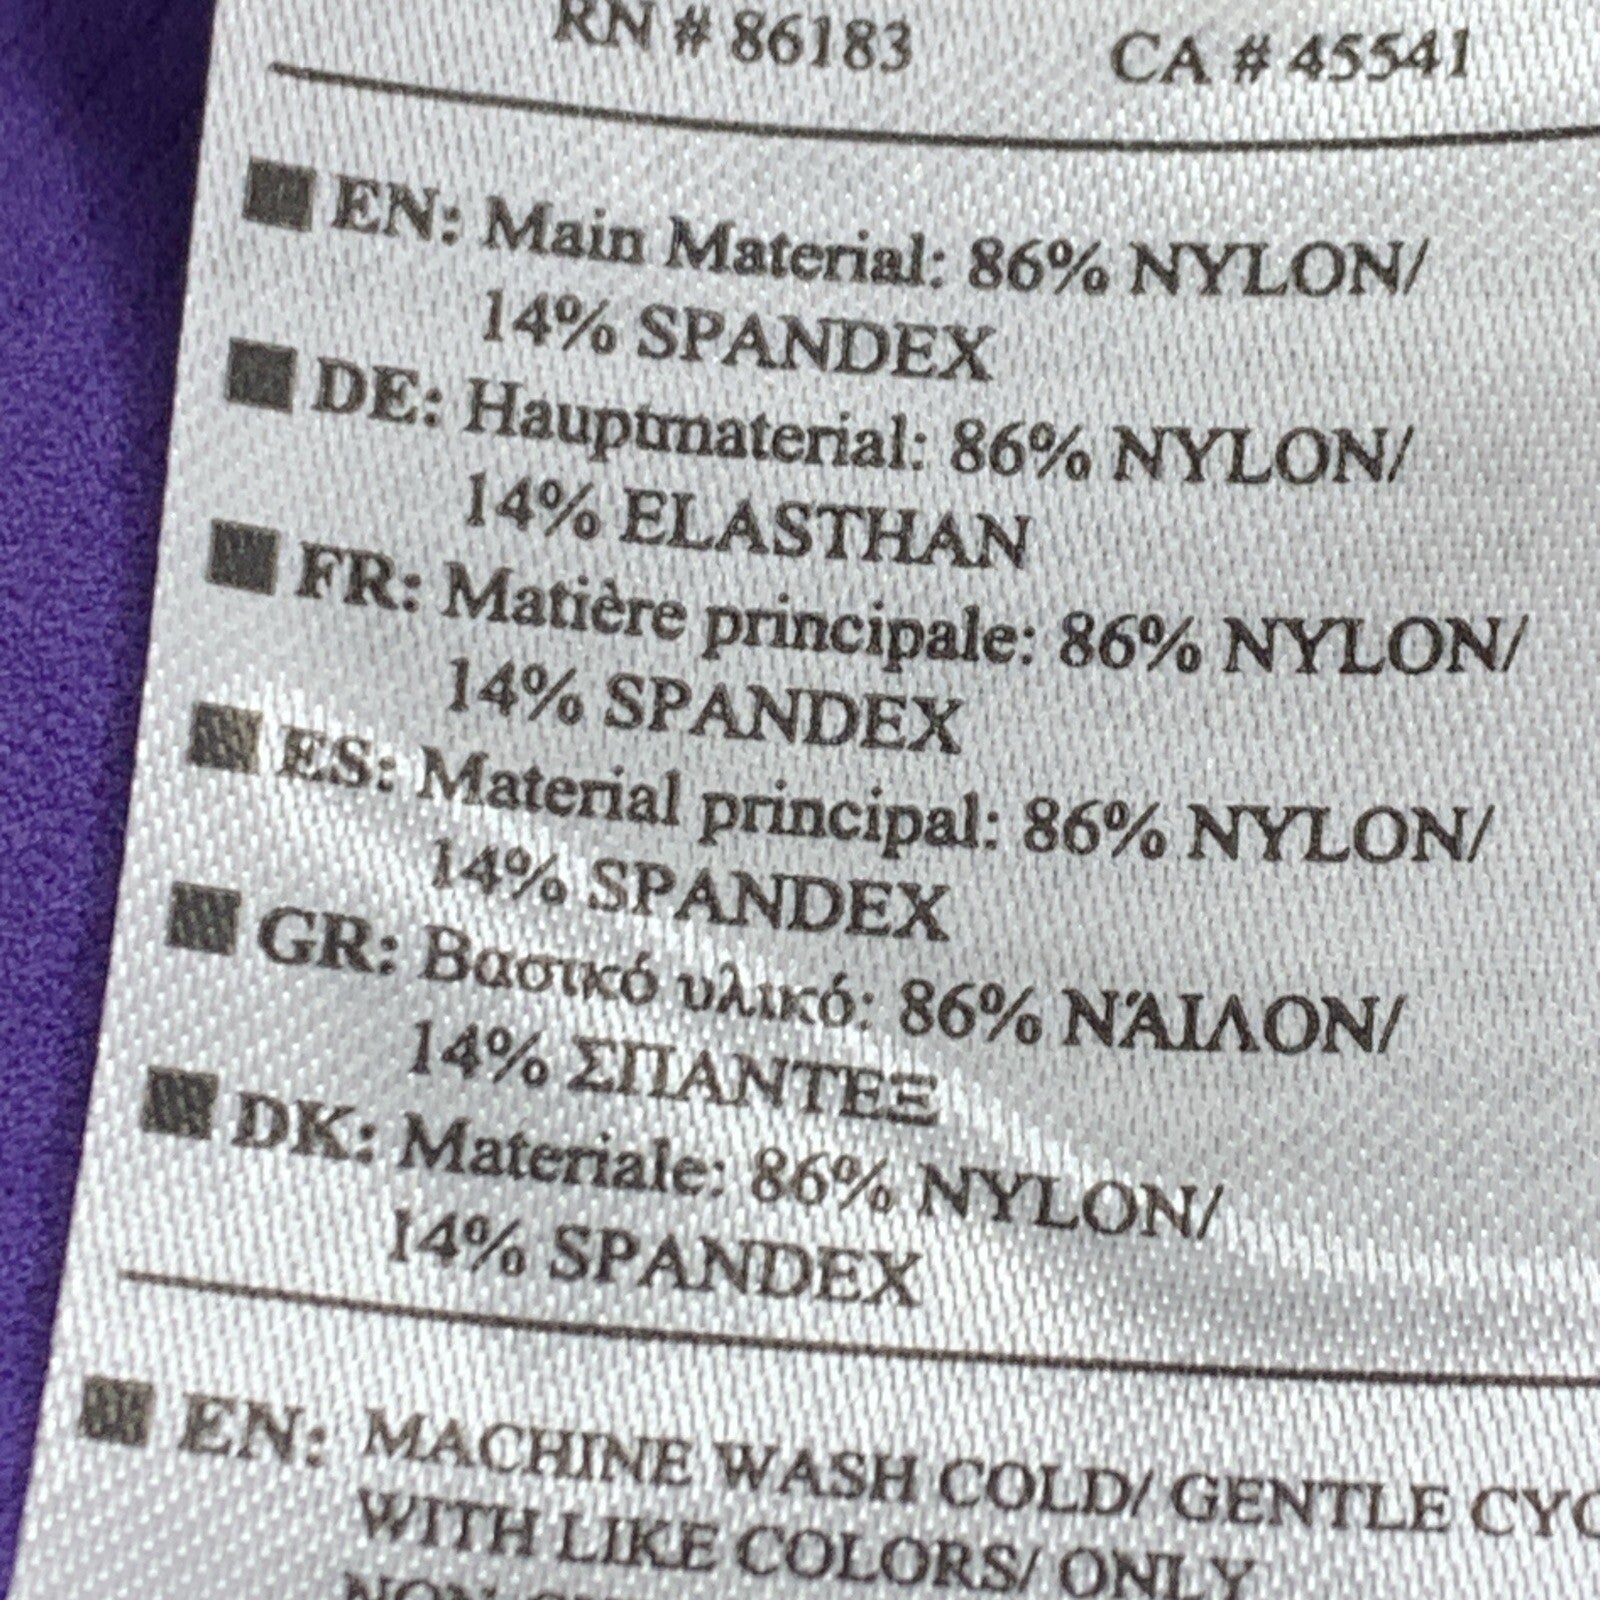 RN # 86183 CA # 45541
EN: Main Material: 86% NYLON/
14% SPANDEX
DE: Hauptmaterial: 86% NYLON/
14% ELASTHAN
FR: Matière principale: 86% NYLON/
14% SPANDEX
ES: Material principal: 86% NYLON/
14% SPANDEX
GR: Βασικό υλικό: 86% ΝΆΙΛΟΝ/
14% ΣΠΑΝΤΕΞ
DK: Materiale: 86% NYLON/
14% SPANDEX
EN: MACHINE WASH COLD/ GENTLE CYC
WITH LIKE COLORS/ ONLY
NON-